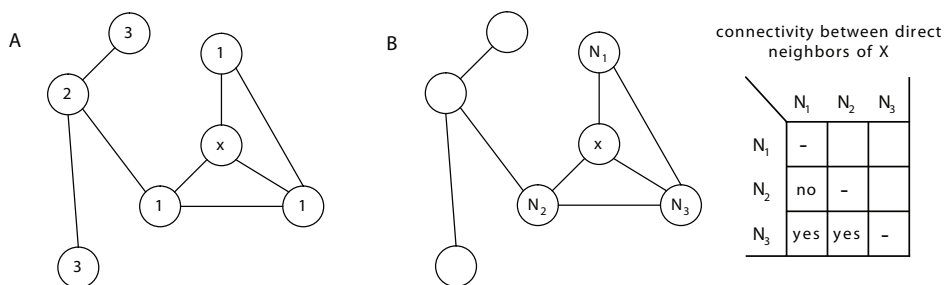 A
3
1
2
x
1
1
3
B
N1
x
N2
N3
connectivity between direct
neighbors of X
N1 N2 N3
N1 -
N2 no -
N3 yes yes -